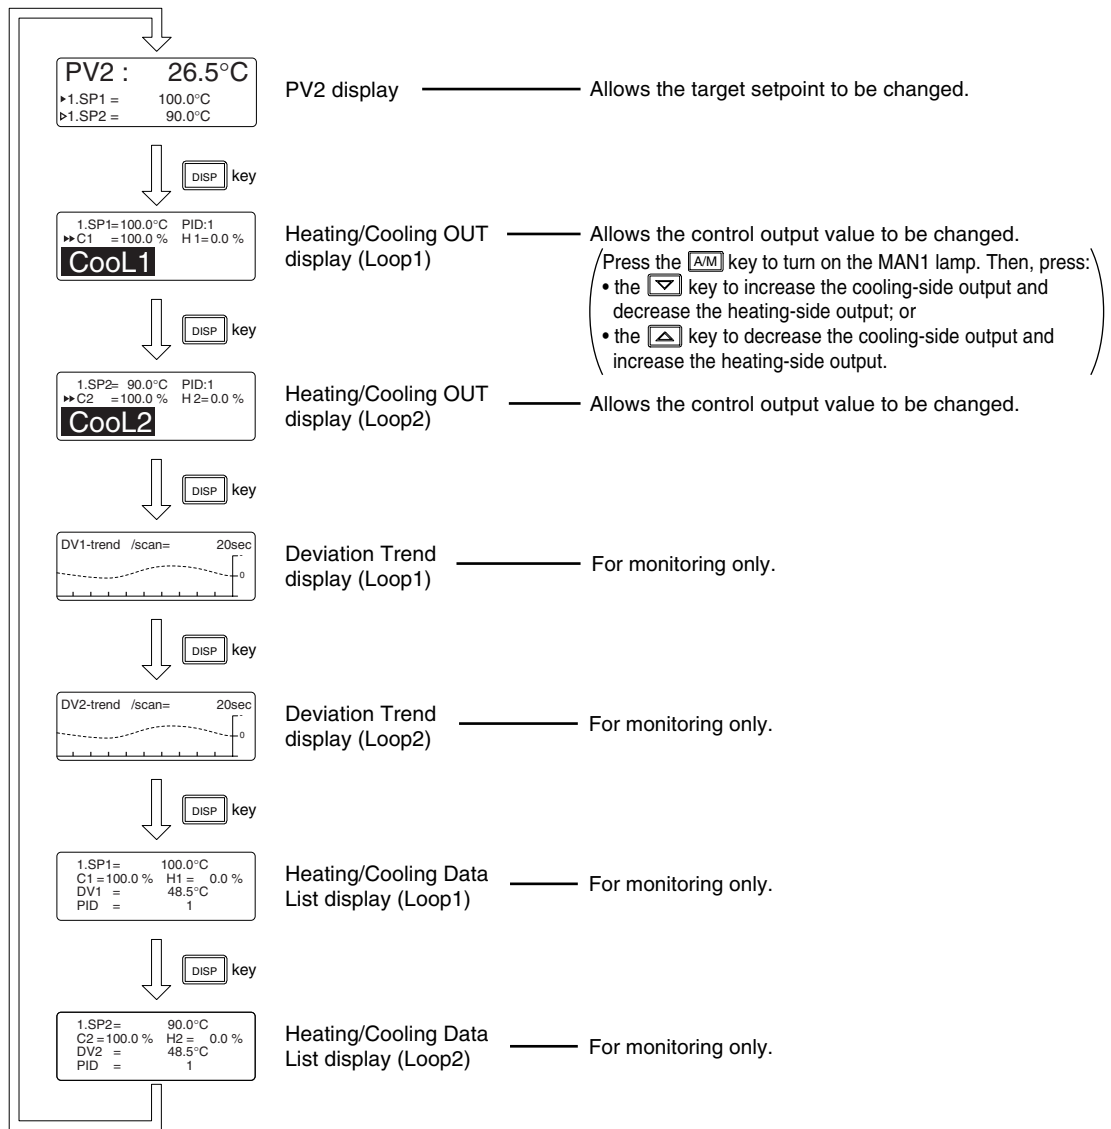 PV2 : 26.5°C
▸1.SP1 = 100.0°C
▹1.SP2 = 90.0°C
PV2 display
Allows the target setpoint to be changed.
DISP key
1.SP1=100.0°C PID:1
▸▸C1 =100.0 % H1=0.0 %
CooL1
Heating/Cooling OUT
display (Loop1)
Allows the control output value to be changed.
Press the A/M key to turn on the MAN1 lamp. Then, press:
• the ▽ key to increase the cooling-side output and
decrease the heating-side output; or
• the △ key to decrease the cooling-side output and
increase the heating-side output.
DISP key
1.SP2= 90.0°C PID:1
▸▸C2 =100.0 % H2=0.0 %
CooL2
Heating/Cooling OUT
display (Loop2)
Allows the control output value to be changed.
DISP key
DV1-trend /scan= 20sec
0
Deviation Trend
display (Loop1)
For monitoring only.
DISP key
DV2-trend /scan= 20sec
0
Deviation Trend
display (Loop2)
For monitoring only.
DISP key
1.SP1= 100.0°C
C1=100.0 % H1= 0.0 %
DV1 = 48.5°C
PID = 1
Heating/Cooling Data
List display (Loop1)
For monitoring only.
DISP key
1.SP2= 90.0°C
C2=100.0 % H2= 0.0 %
DV2 = 48.5°C
PID = 1
Heating/Cooling Data
List display (Loop2)
For monitoring only.